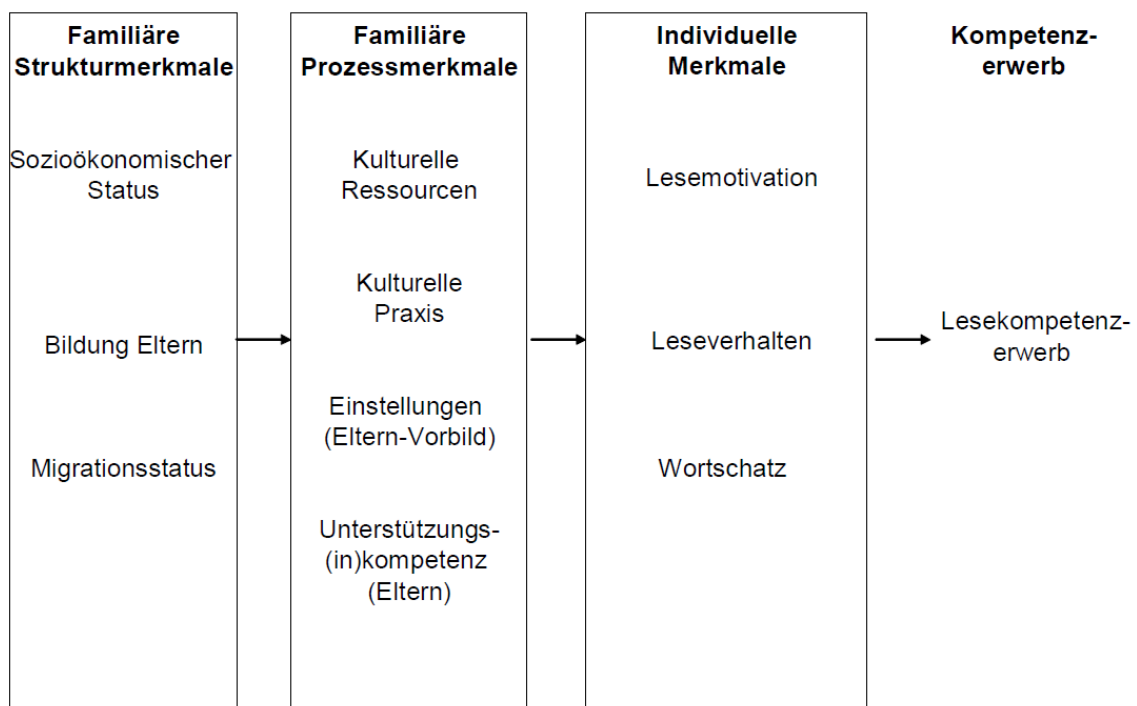 Familiäre
Strukturmerkmale
Sozioökonomischer
Status
Bildung Eltern
Migrationsstatus
Familiäre
Prozessmerkmale
Kulturelle
Ressourcen
Kulturelle
Praxis
Einstellungen
(Eltern-Vorbild)
Unterstützungs-
(in)kompetenz
(Eltern)
Individuelle
Merkmale
Lesemotivation
Leseverhalten
Wortschatz
Kompetenz-
erwerb
Lesekompetenz-
erwerb